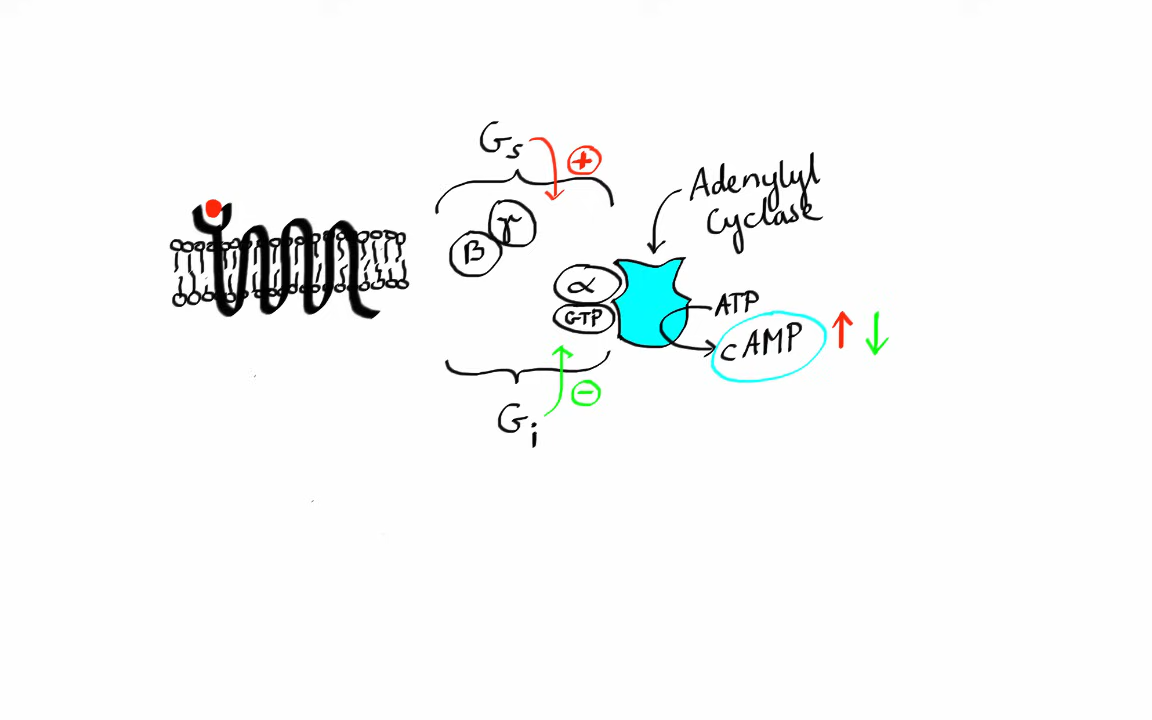 Gs
+
Adenylyl
Cyclase
γ
β
α
GTP
ATP
cAMP ↑ ↓
−
Gi